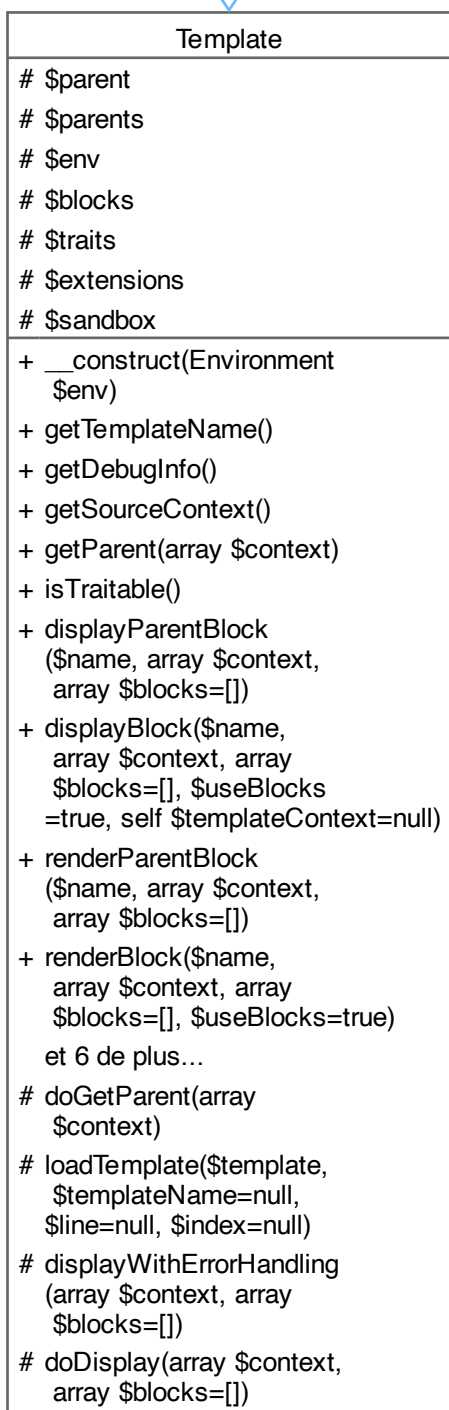 Template
# $parent
# $parents
# $env
# $blocks
# $traits
# $extensions
# $sandbox
+ __construct(Environment
$env)
+ getTemplateName()
+ getDebugInfo()
+ getSourceContext()
+ getParent(array $context)
+ isTraitable()
+ displayParentBlock
($name, array $context,
array $blocks=[])
+ displayBlock($name,
array $context, array
$blocks=[], $useBlocks
=true, self $templateContext=null)
+ renderParentBlock
($name, array $context,
array $blocks=[])
+ renderBlock($name,
array $context, array
$blocks=[], $useBlocks=true)
et 6 de plus...
# doGetParent(array
$context)
# loadTemplate($template,
$templateName=null,
$line=null, $index=null)
# displayWithErrorHandling
(array $context, array
$blocks=[])
# doDisplay(array $context,
array $blocks=[])